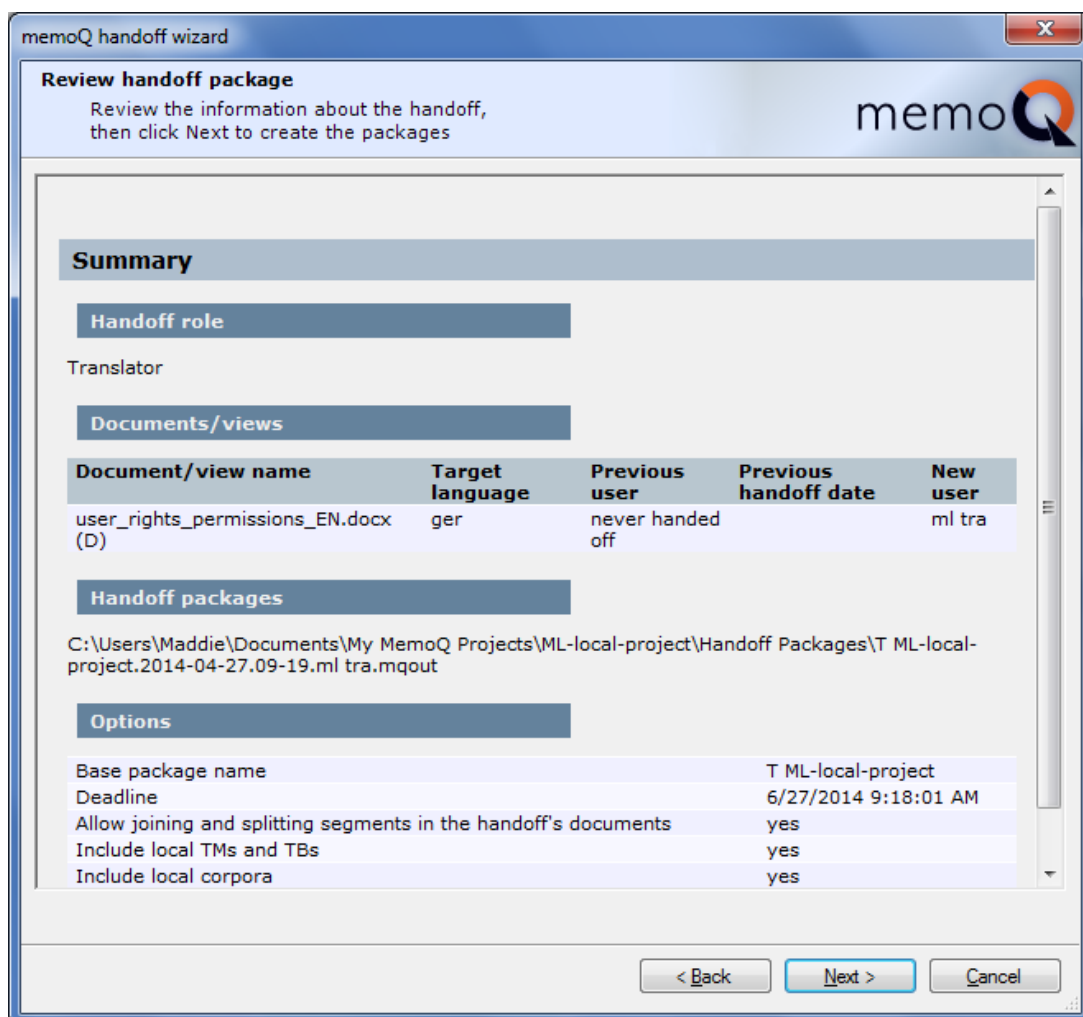 memoQ handoff wizard
Review handoff package
Review the information about the handoff,
then click Next to create the packages
memoQ
Summary
Handoff role
Translator
Documents/views
Document/view name Target language Previous user Previous handoff date New user
user_rights_permissions_EN.docx (D) ger never handed off ml tra
Handoff packages
C:\Users\Maddie\Documents\My MemoQ Projects\ML-local-project\Handoff Packages\T ML-local-
project.2014-04-27.09-19.ml tra.mqout
Options
Base package name T ML-local-project
Deadline 6/27/2014 9:18:01 AM
Allow joining and splitting segments in the handoff's documents yes
Include local TMs and TBs yes
Include local corpora yes
< Back Next > Cancel